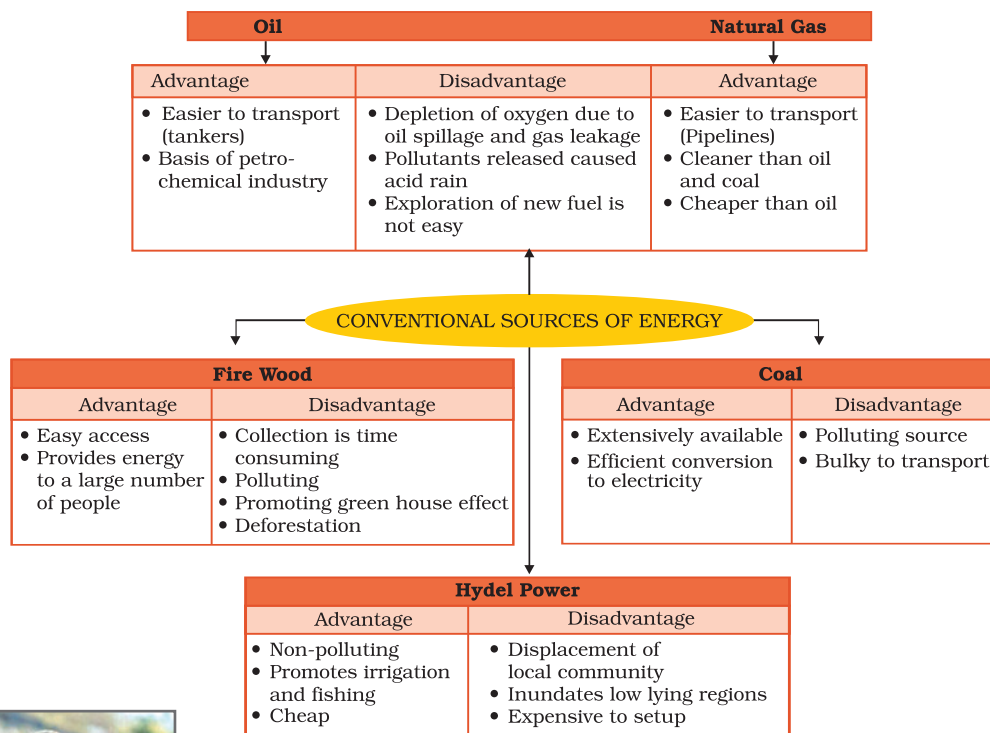 Oil
Natural Gas
Advantage
Disadvantage
Advantage
• Easier to transport
(tankers)
• Basis of petro-
chemical industry
• Depletion of oxygen due to
oil spillage and gas leakage
• Pollutants released caused
acid rain
• Exploration of new fuel is
not easy
• Easier to transport
(Pipelines)
• Cleaner than oil
and coal
• Cheaper than oil
CONVENTIONAL SOURCES OF ENERGY
Fire Wood
Advantage
Disadvantage
• Easy access
• Provides energy
to a large number
of people
• Collection is time
consuming
• Polluting
• Promoting green house effect
• Deforestation
Coal
Advantage
Disadvantage
• Extensively available
• Efficient conversion
to electricity
• Polluting source
• Bulky to transport
Hydel Power
Advantage
Disadvantage
• Non-polluting
• Promotes irrigation
and fishing
• Cheap
• Displacement of
local community
• Inundates low lying regions
• Expensive to setup